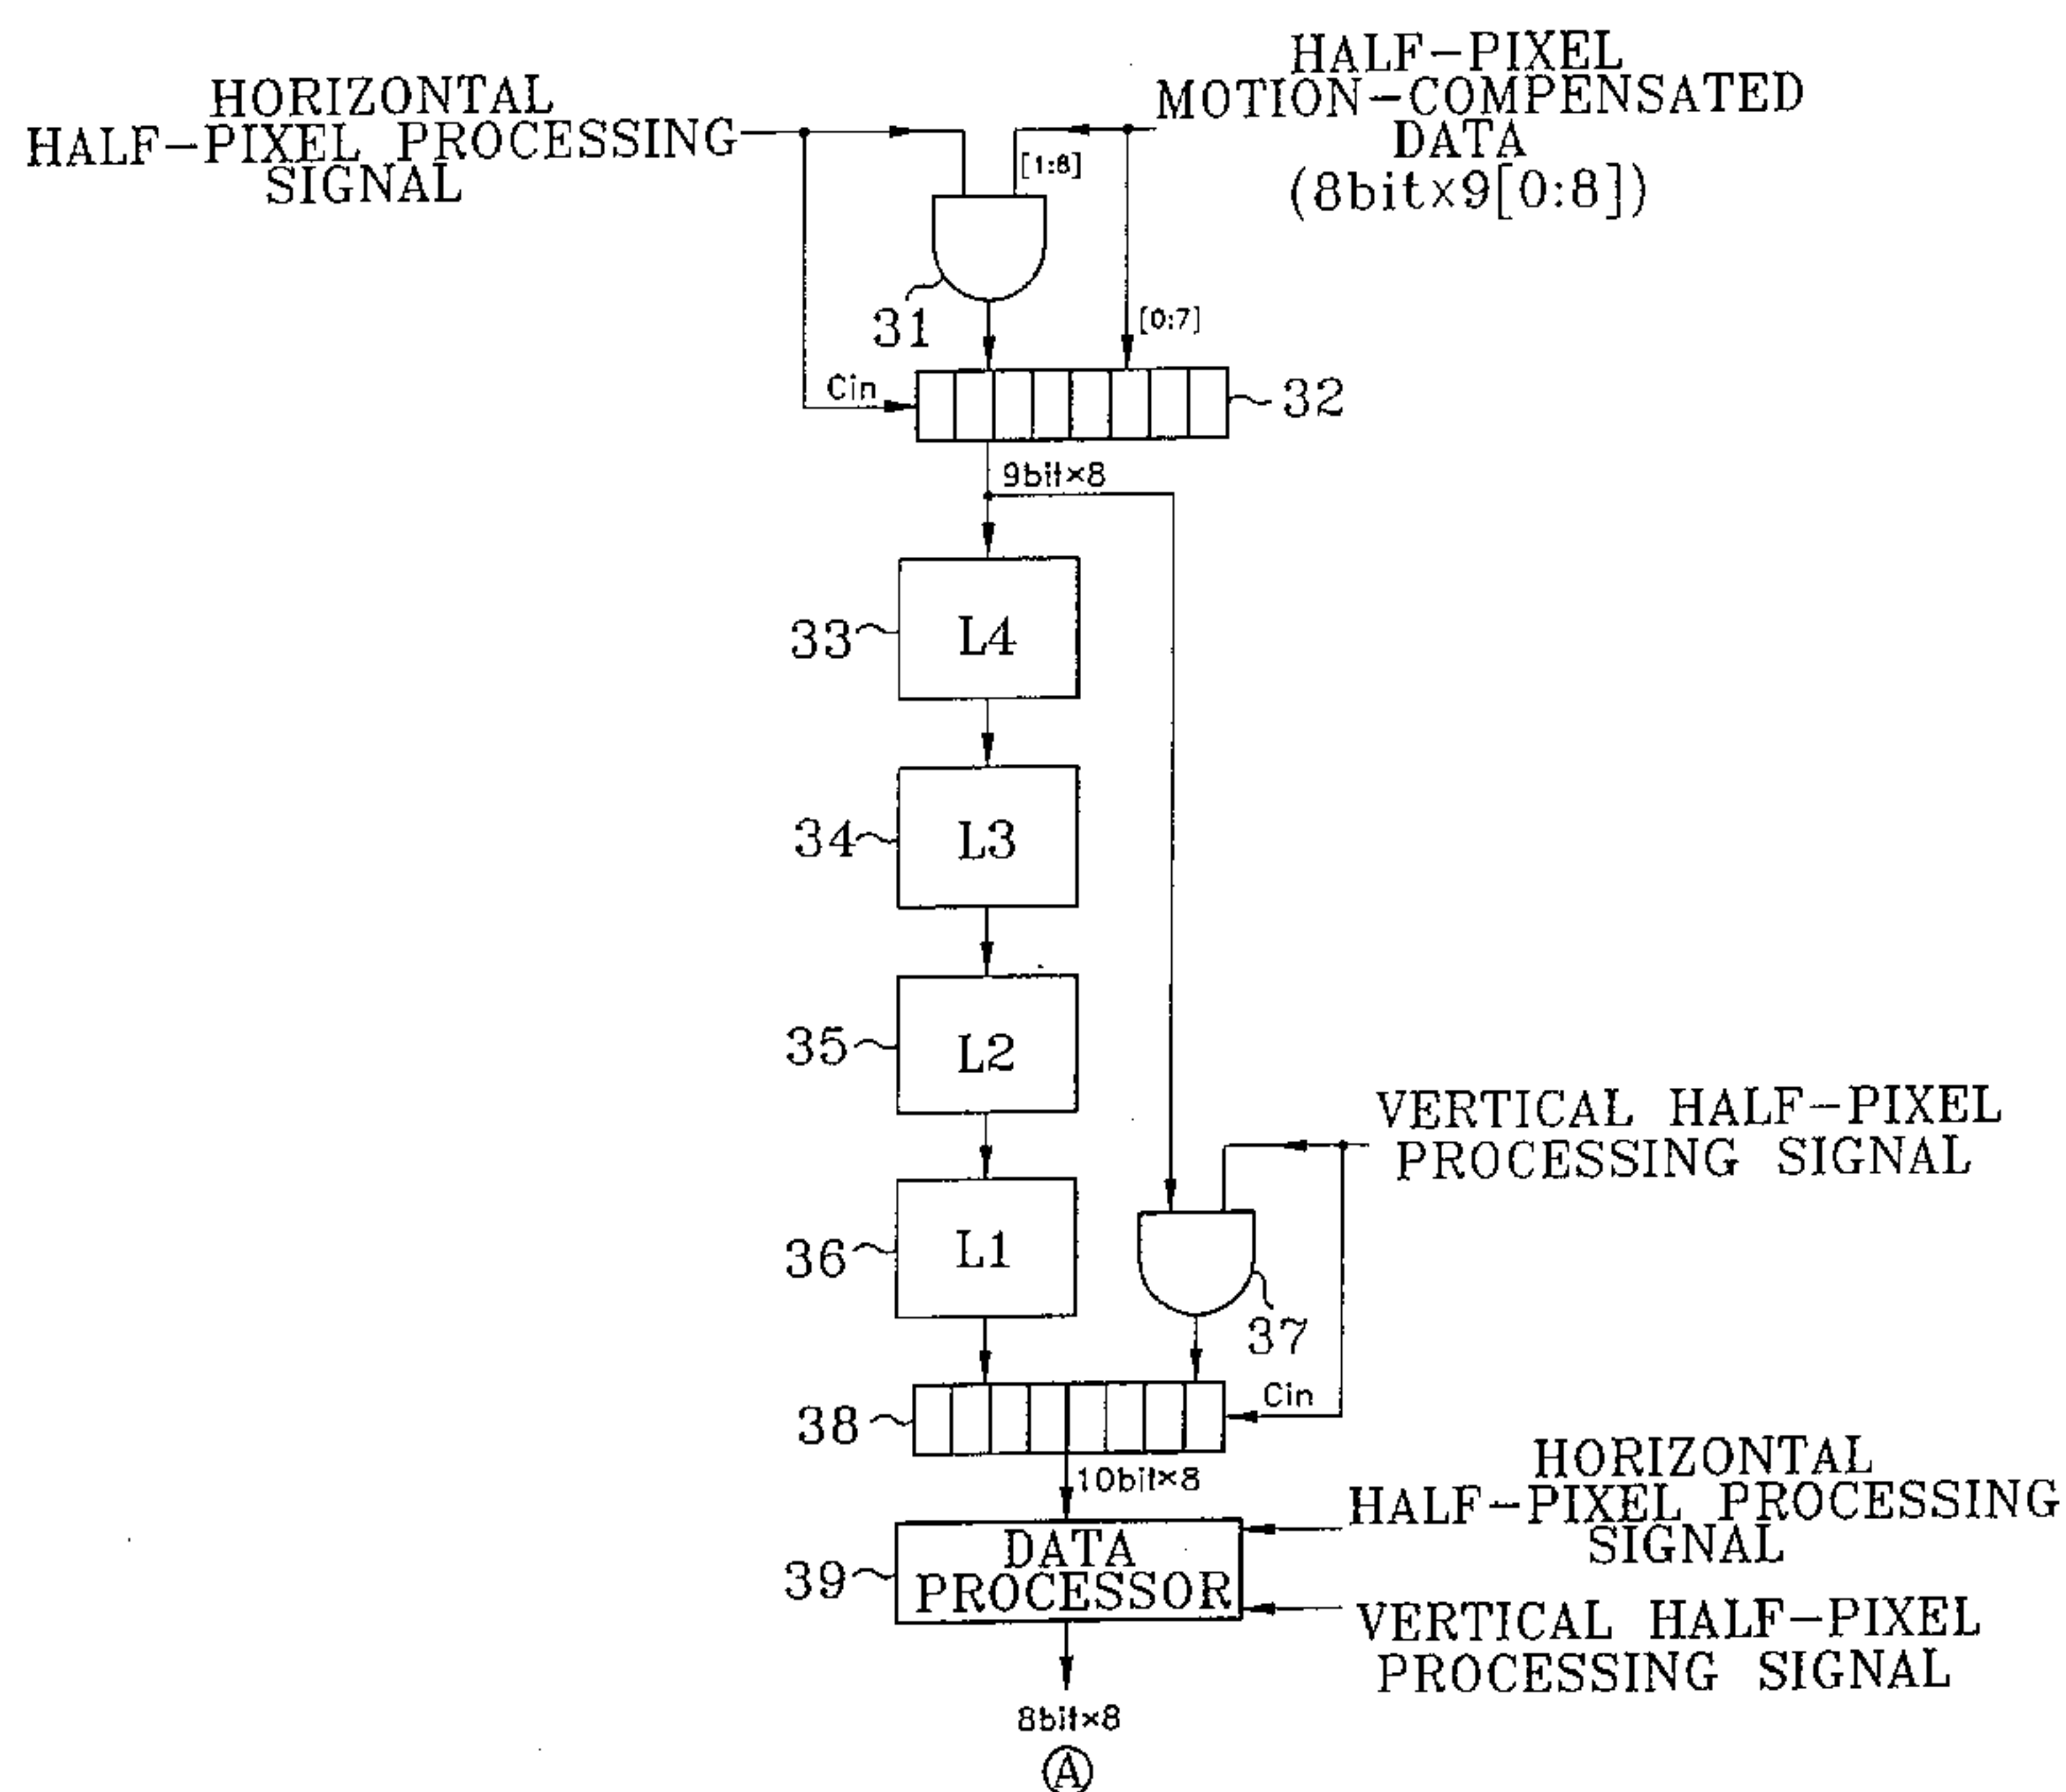 HORIZONTAL
HALF-PIXEL PROCESSING
SIGNAL
HALF-PIXEL
MOTION-COMPENSATED
DATA
(8bit×9[0:8])
[1:8]
31
[0:7]
Cin
32
9bit×8
33
L4
34
L3
35
L2
VERTICAL HALF-PIXEL
PROCESSING SIGNAL
36
L1
37
38
Cin
10bit×8
HORIZONTAL
HALF-PIXEL PROCESSING
SIGNAL
39
DATA
PROCESSOR
VERTICAL HALF-PIXEL
PROCESSING SIGNAL
8bit×8
A